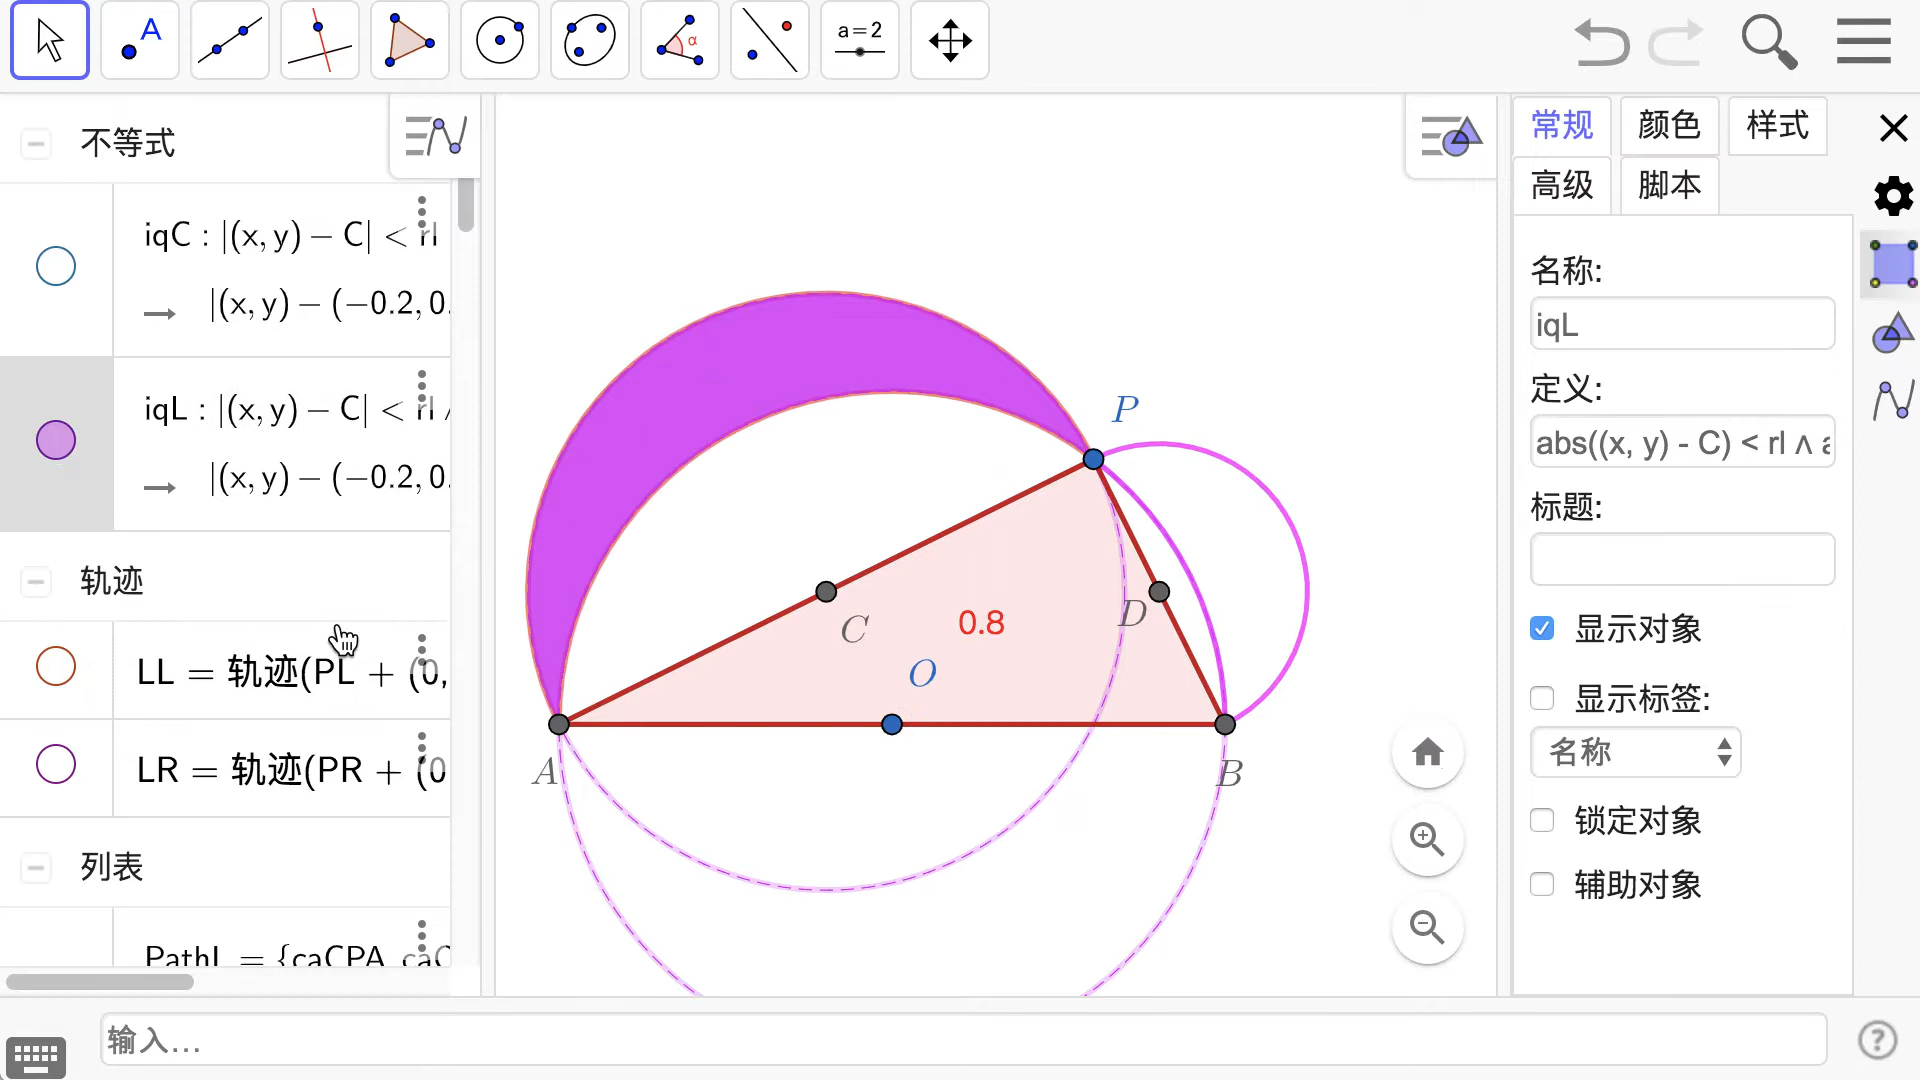 A
α
a=2
不等式
iqC : |(x, y) − C| < rl
→ |(x, y) − (−0.2, 0.
iqL : |(x, y) − C| < rl ∧
→ |(x, y) − (−0.2, 0.
轨迹
LL = 轨迹(PL + (0,
LR = 轨迹(PR + (0
列表
PathL = {caCPA, caC
P
C
0.8
D
O
A
B
常规
颜色
样式
高级
脚本
名称:
iqL
定义:
abs((x, y) - C) < rl ∧ a
标题:
显示对象
显示标签:
名称
锁定对象
辅助对象
输入...
?